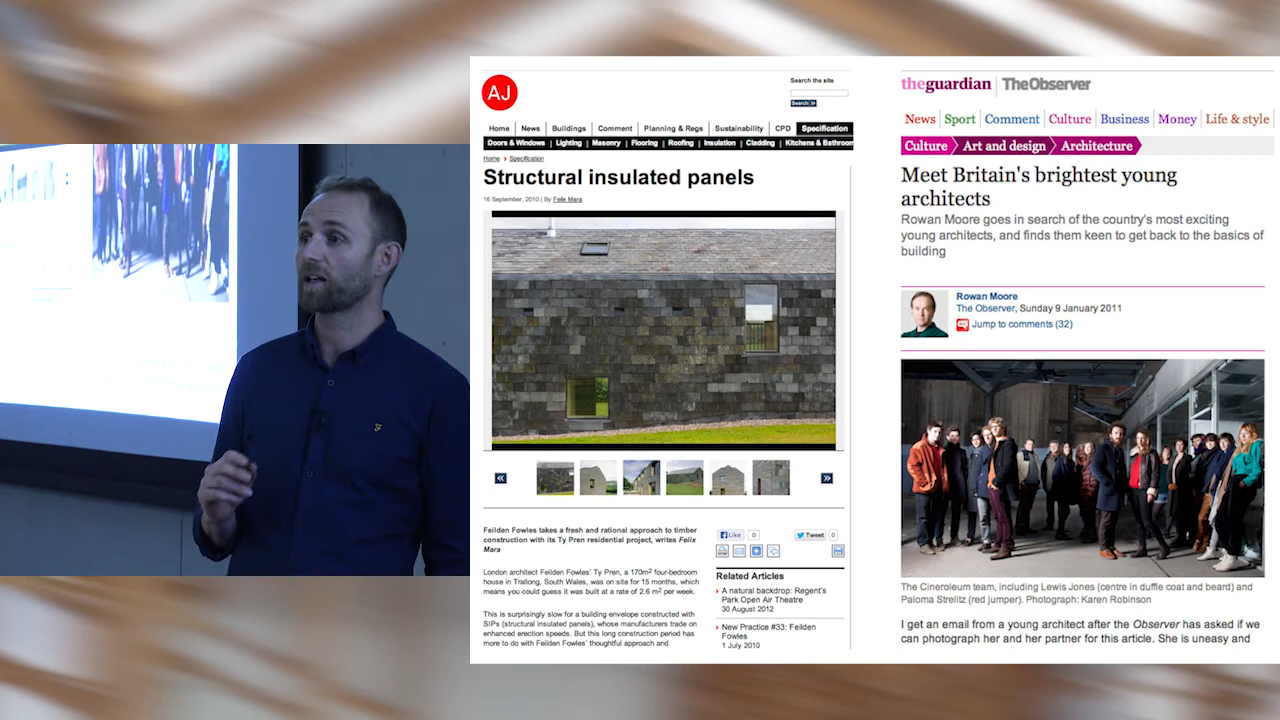 AJ
Search the site
Search »
Home News Buildings Comment Planning & Regs Sustainability CPD Specification
Doors & Windows | Lighting | Masonry | Flooring | Roofing | Insulation | Cladding | Kitchens & Bathroom
Home › Specification
Structural insulated panels
16 September, 2010 | By Felix Mara
«
»
Feilden Fowles takes a fresh and rational approach to timber
construction with its Ty Pren residential project, writes Felix
Mara
London architect Feilden Fowles' Ty Pren, a 170m² four-bedroom
house in Trallong, South Wales, was on site for 15 months, which
means you could guess it was built at a rate of 2.6 m² per week.
This is surprisingly slow for a building envelope constructed with
SIPs (structural insulated panels), whose manufacturers trade on
enhanced erection speeds. But this long construction period has
more to do with Feilden Fowles' thoughtful approach and
Like 0
Tweet 0
Related Articles
A natural backdrop: Regent's
Park Open Air Theatre
30 August 2012
New Practice #33: Feilden
Fowles
1 July 2010
theguardian | TheObserver
News Sport Comment Culture Business Money Life & style
Culture Art and design Architecture
Meet Britain's brightest young
architects
Rowan Moore goes in search of the country's most exciting
young architects, and finds them keen to get back to the basics of
building
Rowan Moore
The Observer, Sunday 9 January 2011
Jump to comments (32)
The Cineroleum team, including Lewis Jones (centre in duffle coat and beard) and
Paloma Strelitz (red jumper). Photograph: Karen Robinson
I get an email from a young architect after the Observer has asked if we
can photograph her and her partner for this article. She is uneasy and